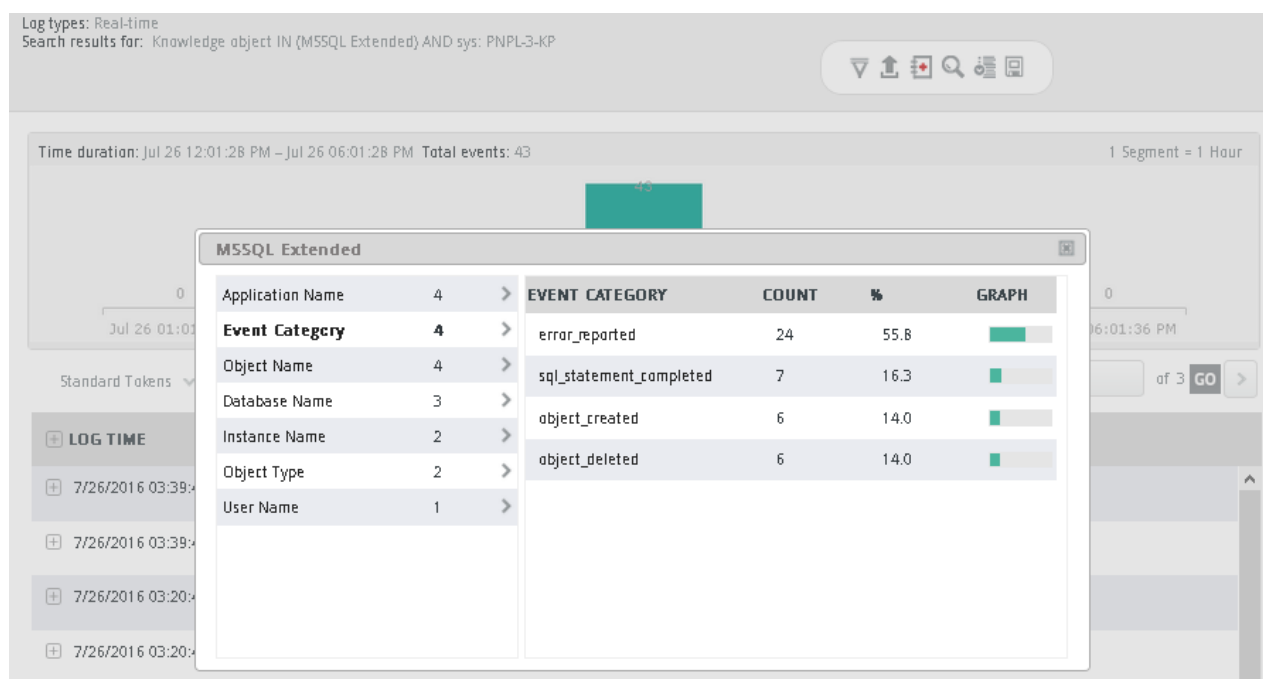 Log types: Real-time
Search results for: Knowledge object IN (MSSQL Extended) AND sys: PNPL-3-KP
Time duration: Jul 26 12:01:28 PM – Jul 26 06:01:28 PM Total events: 43
1 Segment = 1 Hour
43
0
0
Jul 26 01:01
06:01:36 PM
Standard Tokens
of 3 GO >
LOG TIME
7/26/2016 03:39:4
7/26/2016 03:39:4
7/26/2016 03:20:4
7/26/2016 03:20:4
MSSQL Extended
Application Name 4 >
Event Category 4 >
Object Name 4 >
Database Name 3 >
Instance Name 2 >
Object Type 2 >
User Name 1 >
EVENT CATEGORY COUNT % GRAPH
error_reported 24 55.8
sql_statement_completed 7 16.3
object_created 6 14.0
object_deleted 6 14.0